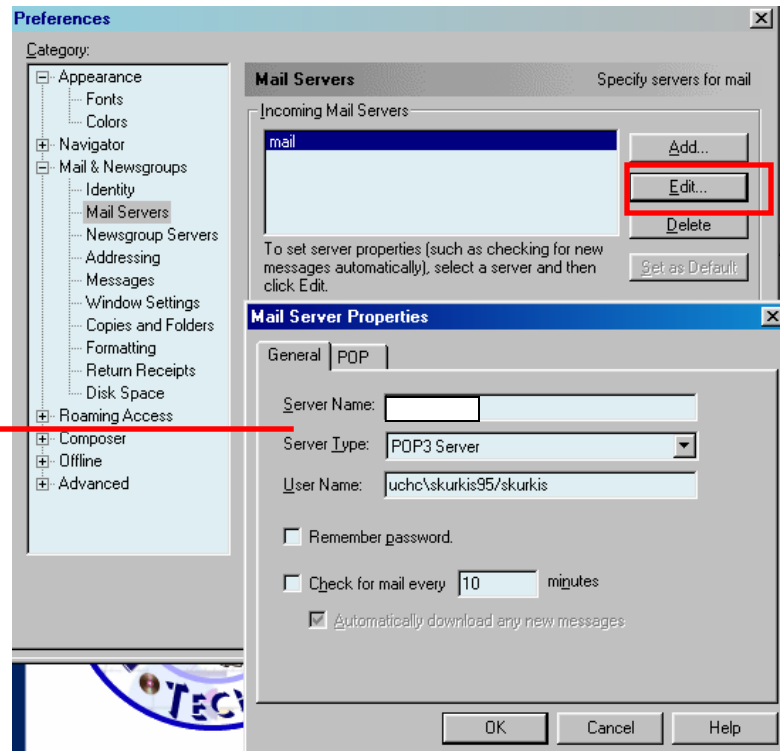 Preferences
Category:
Appearance
Fonts
Colors
Navigator
Mail & Newsgroups
Identity
Mail Servers
Newsgroup Servers
Addressing
Messages
Window Settings
Copies and Folders
Formatting
Return Receipts
Disk Space
Roaming Access
Composer
Offline
Advanced
Mail Servers Specify servers for mail
Incoming Mail Servers
mail
Add...
Edit...
Delete
Set as Default
To set server properties (such as checking for new
messages automatically), select a server and then
click Edit.
Mail Server Properties
General POP
Server Name:
Server Type: POP3 Server
User Name: uchc\skurkis95/skurkis
Remember password.
Check for mail every 10 minutes
Automatically download any new messages
OK Cancel Help